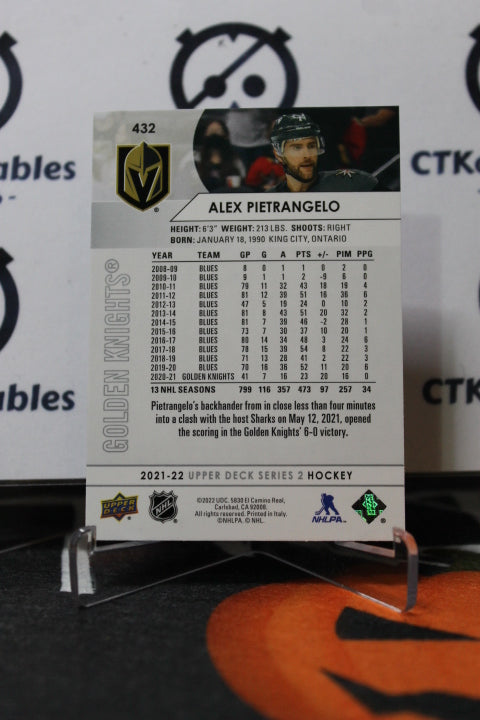 432
ables
CTK
ables
CTK
ALEX PIETRANGELO
HEIGHT: 6'3" WEIGHT: 213 LBS. SHOOTS: RIGHT
BORN: JANUARY 18, 1990 KING CITY, ONTARIO
GOLDEN KNIGHTS®
YEAR TEAM GP G A PTS +/- PIM PPG
2008-09 BLUES 8 0 1 1 0 2 0
2009-10 BLUES 9 1 1 2 -9 6 0
2010-11 BLUES 79 11 32 43 18 19 4
2011-12 BLUES 81 12 39 51 16 36 6
2012-13 BLUES 47 5 16 24 0 10 2
2013-14 BLUES 81 8 43 51 20 32 2
2014-15 BLUES 81 7 39 46 -2 28 1
2015-16 BLUES 73 7 30 37 10 20 1
2016-17 BLUES 80 14 34 48 3 24 6
2017-18 BLUES 78 15 39 54 8 22 3
2018-19 BLUES 71 13 28 41 2 22 3
2019-20 BLUES 70 16 36 52 11 20 6
2020-21 GOLDEN KNIGHTS 41 7 16 23 20 16 0
13 NHL SEASONS 799 116 357 473 97 257 34
Pietrangelo's backhander from in close less than four minutes
into a clash with the host Sharks on May 12, 2021, opened
the scoring in the Golden Knights' 6-0 victory.
2021-22 UPPER DECK SERIES 2 HOCKEY
UPPER DECK
NHL
©2022 UDC. 5830 El Camino Real,
Carlsbad, CA 92008.
All rights reserved. Printed in Italy.
©NHLPA. © NHL.
NHLPA